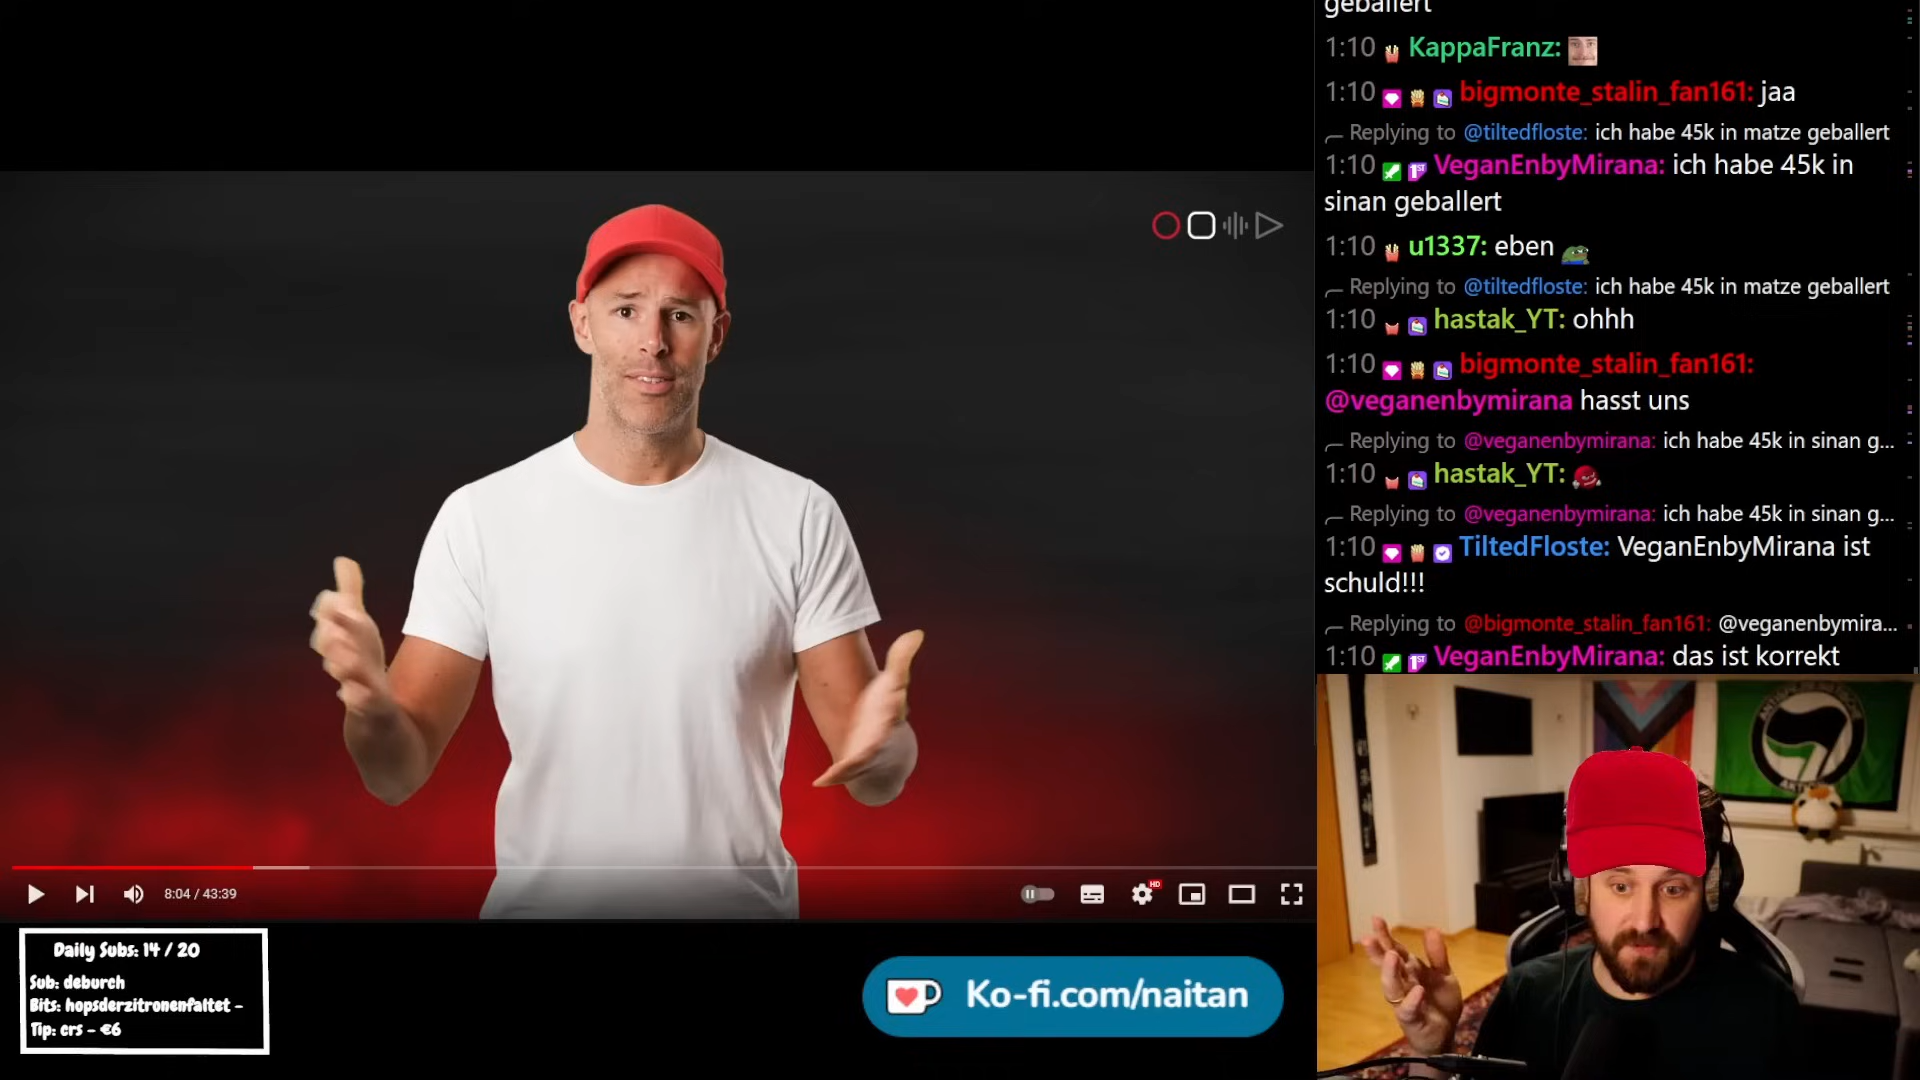 geballert
1:10 KappaFranz:
1:10 bigmonte_stalin_fan161: jaa
Replying to @tiltedfloste: ich habe 45k in matze geballert
1:10 VeganEnbyMirana: ich habe 45k in
sinan geballert
1:10 u1337: eben
Replying to @tiltedfloste: ich habe 45k in matze geballert
1:10 hastak_YT: ohhh
1:10 bigmonte_stalin_fan161:
@veganenbymirana hasst uns
Replying to @veganenbymirana: ich habe 45k in sinan g...
1:10 hastak_YT:
Replying to @veganenbymirana: ich habe 45k in sinan g...
1:10 TiltedFloste: VeganEnbyMirana ist
schuld!!!
Replying to @bigmonte_stalin_fan161: @veganenbymira...
1:10 VeganEnbyMirana: das ist korrekt
8:04 / 43:39
HD
Daily Subs: 14 / 20
Sub: deburch
Bits: hopsderzitronenfaltet -
Tip: crs - €6
Ko-fi.com/naitan